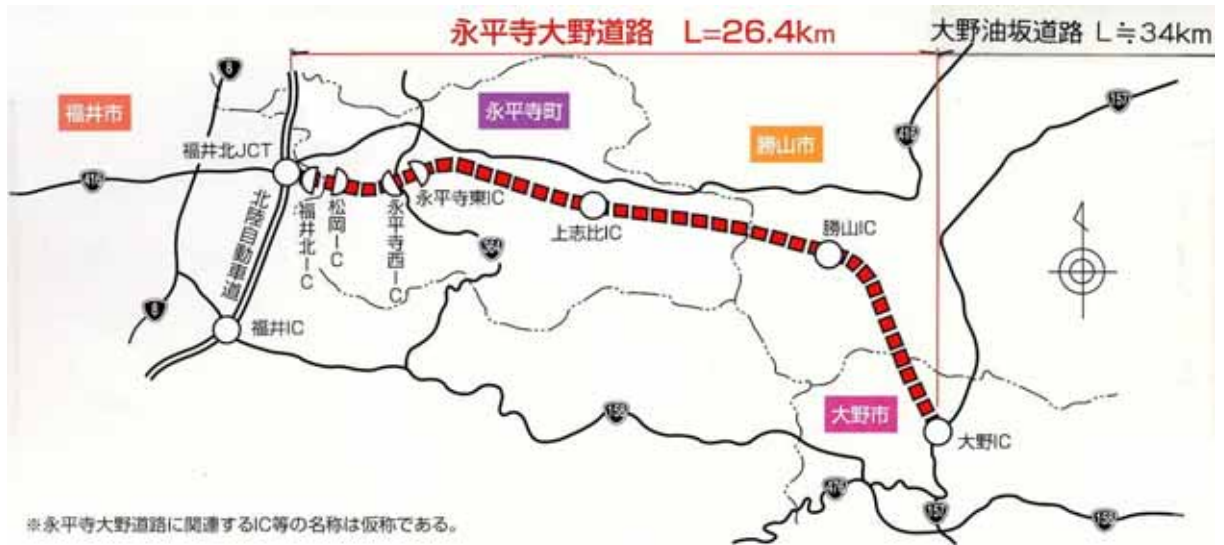 永平寺大野道路 L=26.4km
大野油坂道路 L≒34km
8
157
福井市
永平寺町
416
勝山市
福井北JCT
416
永平寺東IC
北陸自動車道
福井北IC
松岡IC
永平寺西IC
上志比IC
勝山IC
364
8
福井IC
158
大野市
大野IC
476
157
158
※永平寺大野道路に関連するIC等の名称は仮称である。